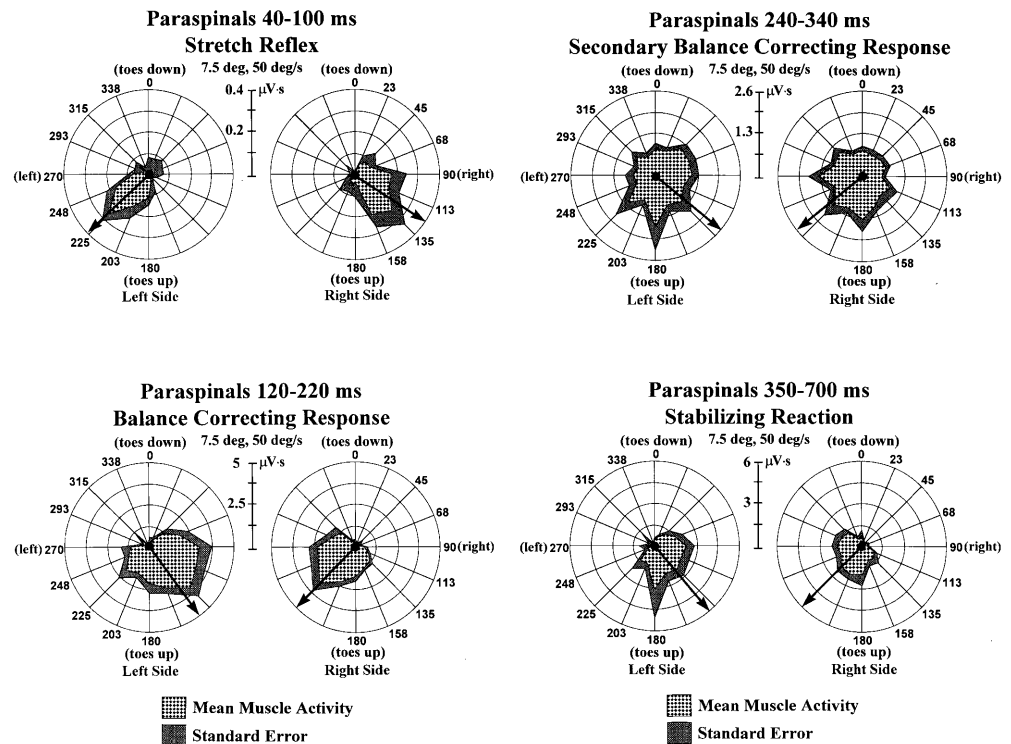 Paraspinals 40-100 ms
Stretch Reflex
(toes down) 7.5 deg, 50 deg/s (toes down)
0 0.4 μV·s 0
338 23
315 45
293 0.2 68
(left) 270 90 (right)
248 113
225 135
203 158
180 180
(toes up) (toes up)
Left Side Right Side
Paraspinals 240-340 ms
Secondary Balance Correcting Response
(toes down) 7.5 deg, 50 deg/s (toes down)
0 2.6 μV·s 0
338 23
315 45
293 1.3 68
(left) 270 90 (right)
248 113
225 135
203 158
180 180
(toes up) (toes up)
Left Side Right Side
Paraspinals 120-220 ms
Balance Correcting Response
(toes down) 7.5 deg, 50 deg/s (toes down)
0 5 μV·s 0
338 23
315 45
293 2.5 68
(left) 270 90 (right)
248 113
225 135
203 158
180 180
(toes up) (toes up)
Left Side Right Side
Mean Muscle Activity
Standard Error
Paraspinals 350-700 ms
Stabilizing Reaction
(toes down) 7.5 deg, 50 deg/s (toes down)
0 6 μV·s 0
338 23
315 45
293 3 68
(left) 270 90 (right)
248 113
225 135
203 158
180 180
(toes up) (toes up)
Left Side Right Side
Mean Muscle Activity
Standard Error